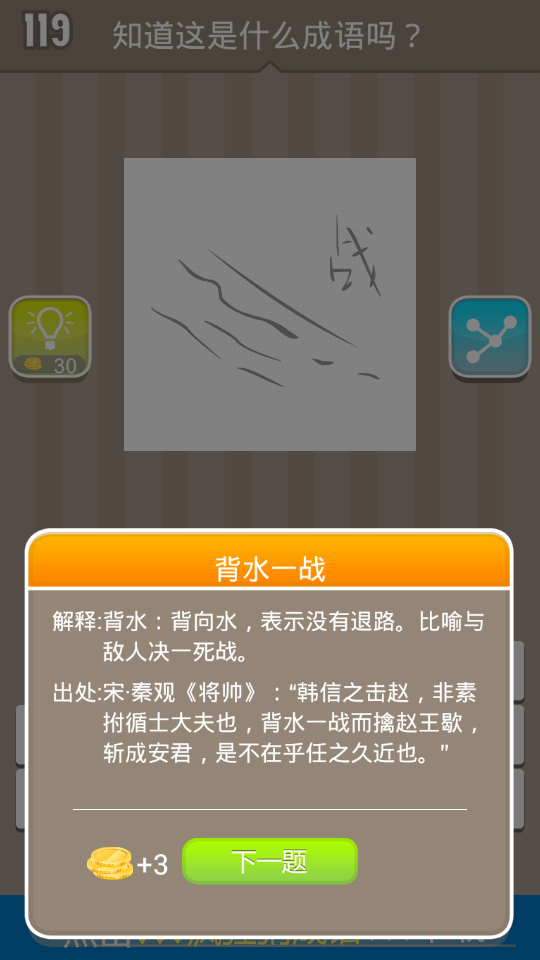 119
知道这是什么成语吗？
战
30
背水一战
解释:背水：背向水，表示没有退路。比喻与
敌人决一死战。
出处:宋·秦观《将帅》：“韩信之击赵，非素
拊循士大夫也，背水一战而擒赵王歇，
斩成安君，是不在乎任之久近也。”
+3
下一题